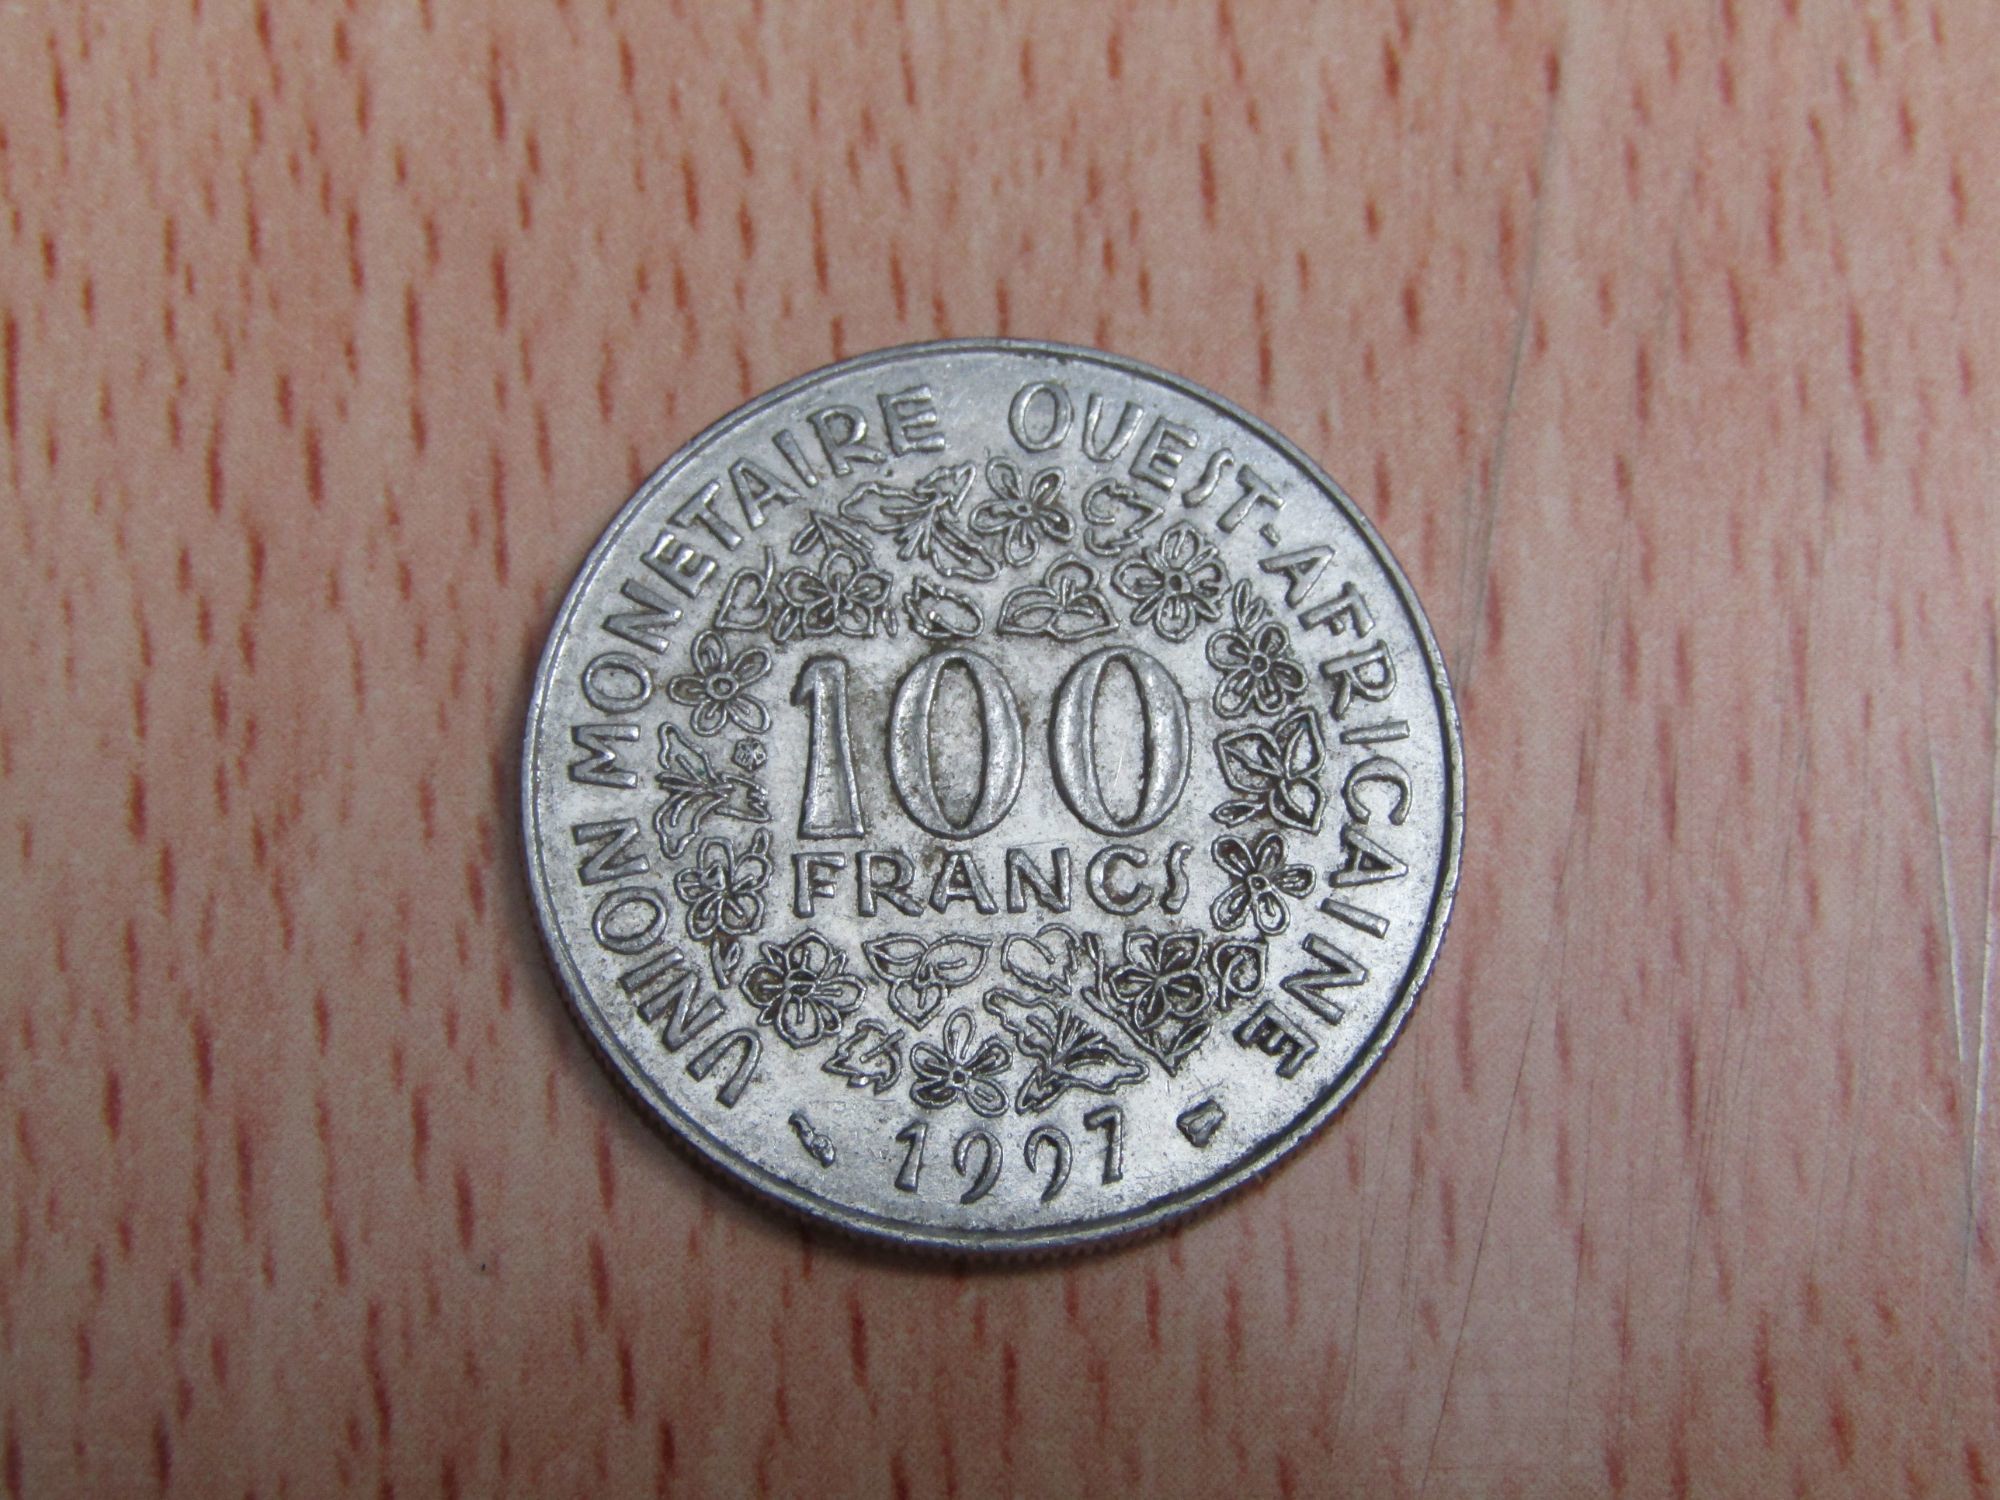 UNION MONETAIRE OUEST-AFRICAINE
100
FRANCS
1997